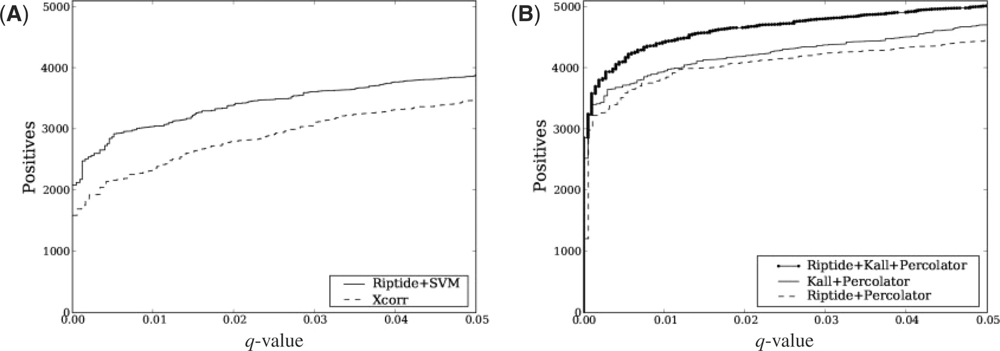 (A)
5000
4000
3000
2000
1000
0
Positives
0.00 0.01 0.02 0.03 0.04 0.05
q-value
Riptide+SVM
Xcorr
(B)
5000
4000
3000
2000
1000
0
Positives
0.00 0.01 0.02 0.03 0.04 0.05
q-value
Riptide+Kall+Percolator
Kall+Percolator
Riptide+Percolator